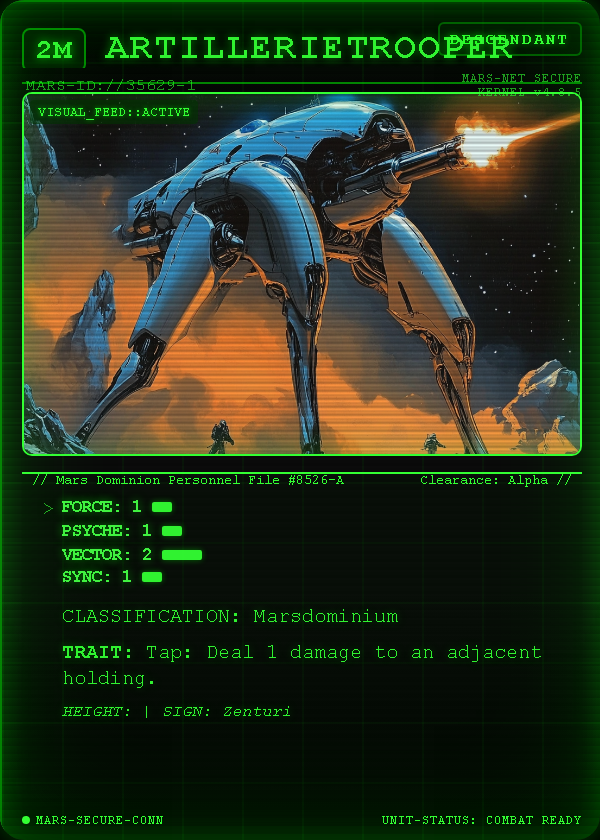 2M ARTILLERIETROOPER DESCENDANT
MARS-ID://35629-1
MARS-NET SECURE
KERNEL v4.8.5
VISUAL_FEED::ACTIVE
// Mars Dominion Personnel File #8526-A Clearance: Alpha //
> FORCE: 1
PSYCHE: 1
VECTOR: 2
SYNC: 1
CLASSIFICATION: Marsdominium
TRAIT: Tap: Deal 1 damage to an adjacent
holding.
HEIGHT: | SIGN: Zenturi
MARS-SECURE-CONN UNIT-STATUS: COMBAT READY